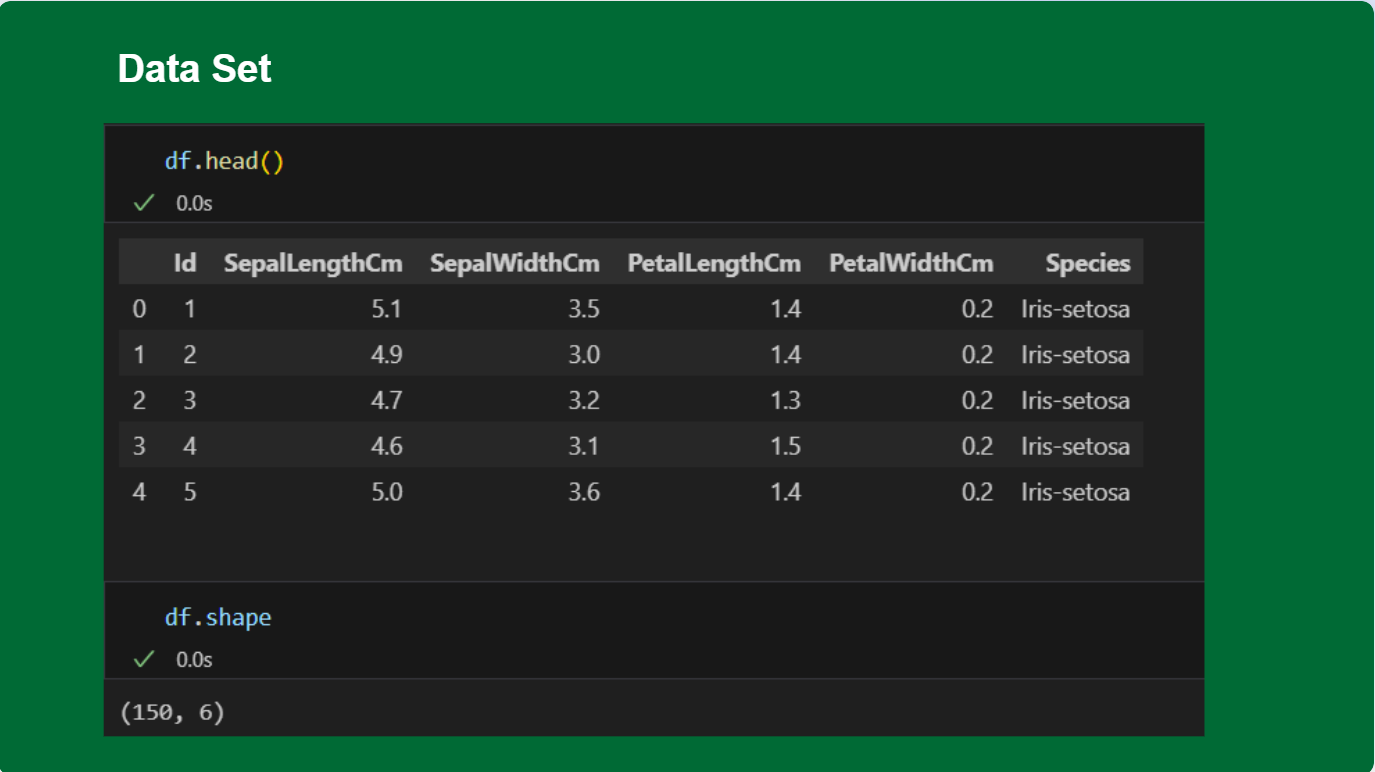 Data Set
df.head()
0.0s
Id SepalLengthCm SepalWidthCm PetalLengthCm PetalWidthCm Species
0 1 5.1 3.5 1.4 0.2 Iris-setosa
1 2 4.9 3.0 1.4 0.2 Iris-setosa
2 3 4.7 3.2 1.3 0.2 Iris-setosa
3 4 4.6 3.1 1.5 0.2 Iris-setosa
4 5 5.0 3.6 1.4 0.2 Iris-setosa
df.shape
0.0s
(150, 6)